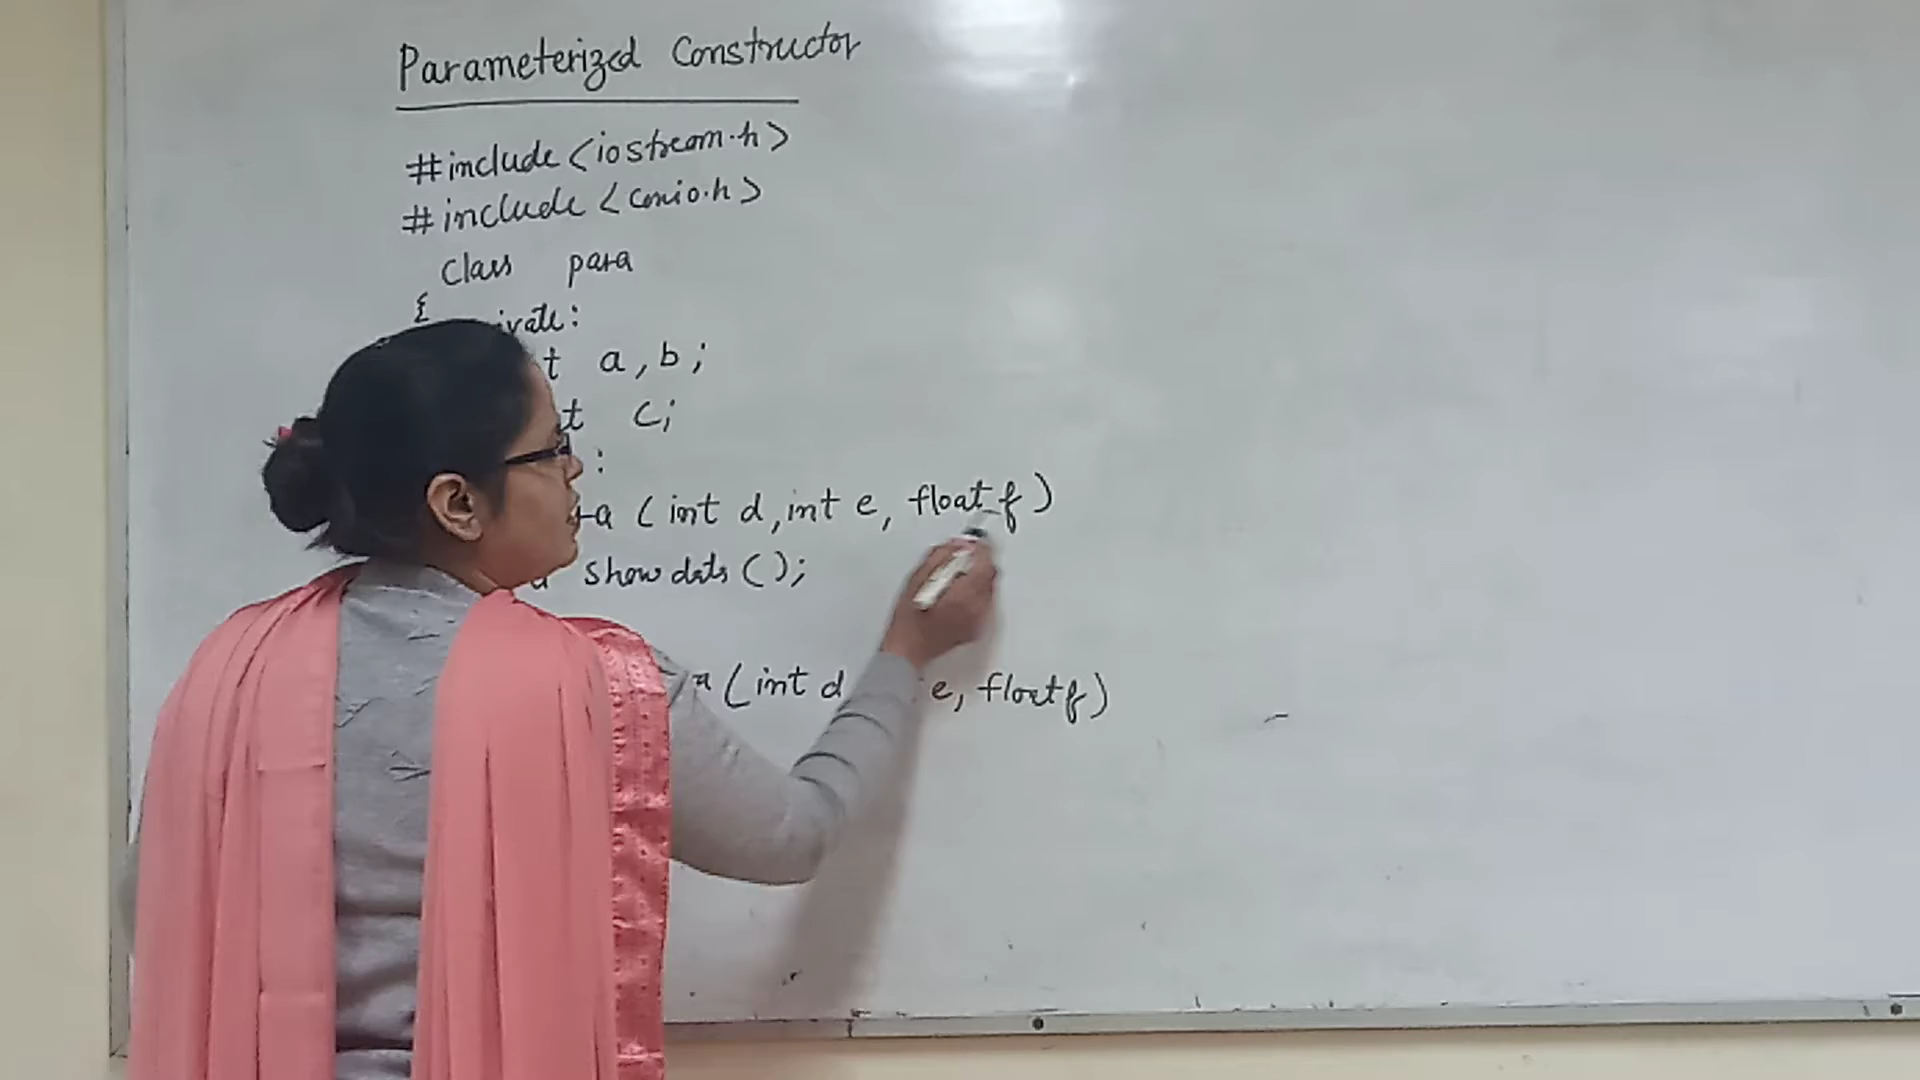 Parameterized Constructor
#include <iostream.h>
#include <conio.h>
Class para
{
a, b ;
C;
:
a ( int d, int e, float f )
show data ();
a ( int d e, float f )